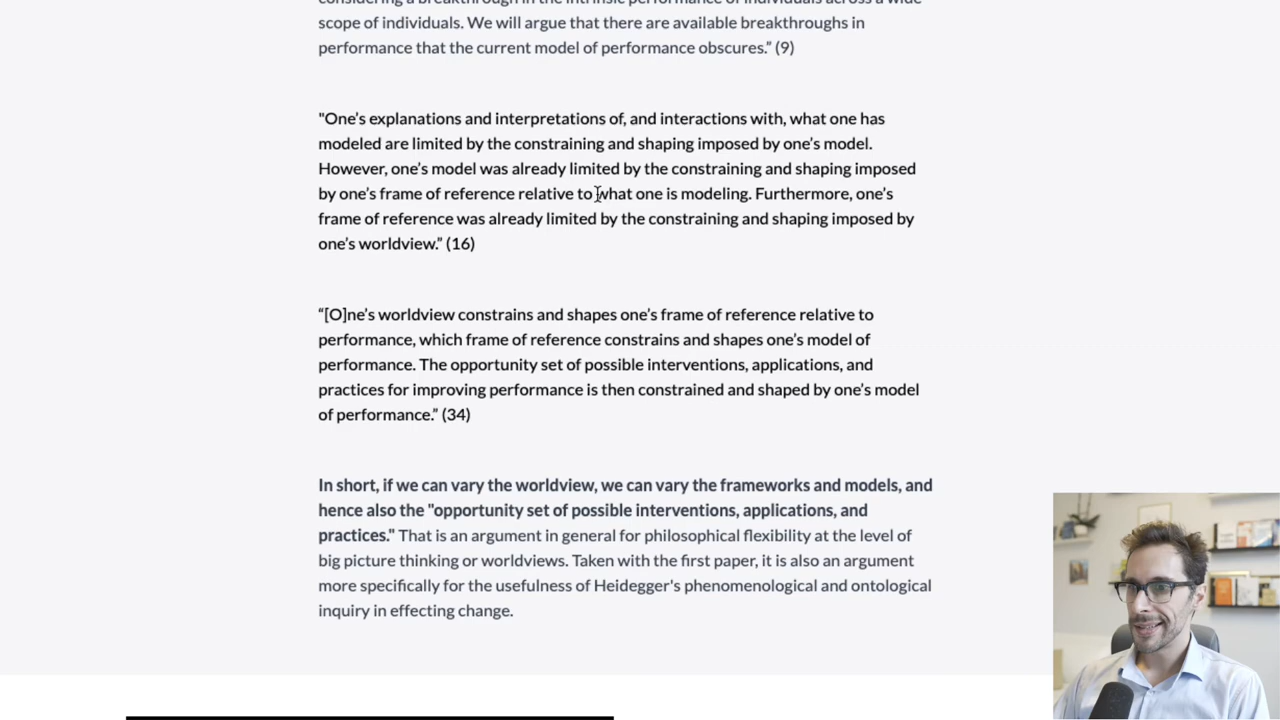 considering a breakthrough in the intrinsic performance of individuals across a wide
scope of individuals. We will argue that there are available breakthroughs in
performance that the current model of performance obscures.” (9)
"One’s explanations and interpretations of, and interactions with, what one has
modeled are limited by the constraining and shaping imposed by one’s model.
However, one’s model was already limited by the constraining and shaping imposed
by one’s frame of reference relative to what one is modeling. Furthermore, one’s
frame of reference was already limited by the constraining and shaping imposed by
one’s worldview.” (16)
“[O]ne’s worldview constrains and shapes one’s frame of reference relative to
performance, which frame of reference constrains and shapes one’s model of
performance. The opportunity set of possible interventions, applications, and
practices for improving performance is then constrained and shaped by one’s model
of performance.” (34)
In short, if we can vary the worldview, we can vary the frameworks and models, and
hence also the "opportunity set of possible interventions, applications, and
practices." That is an argument in general for philosophical flexibility at the level of
big picture thinking or worldviews. Taken with the first paper, it is also an argument
more specifically for the usefulness of Heidegger's phenomenological and ontological
inquiry in effecting change.